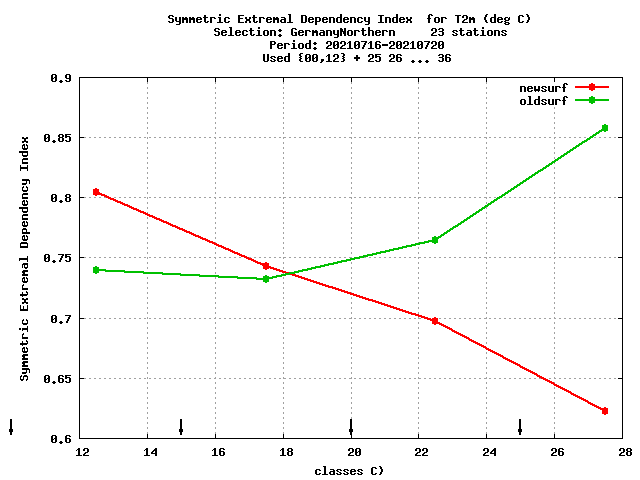 Symmetric Extremal Dependency Index  for T2m (deg C)
Selection: GermanyNorthern     23 stations
Period: 20210716-20210720
Used {00,12} + 25 26 ... 36
newsurf
oldsurf
0.9
0.85
0.8
0.75
0.7
0.65
0.6
Symmetric Extremal Dependency Index
12 14 16 18 20 22 24 26 28
classes C)